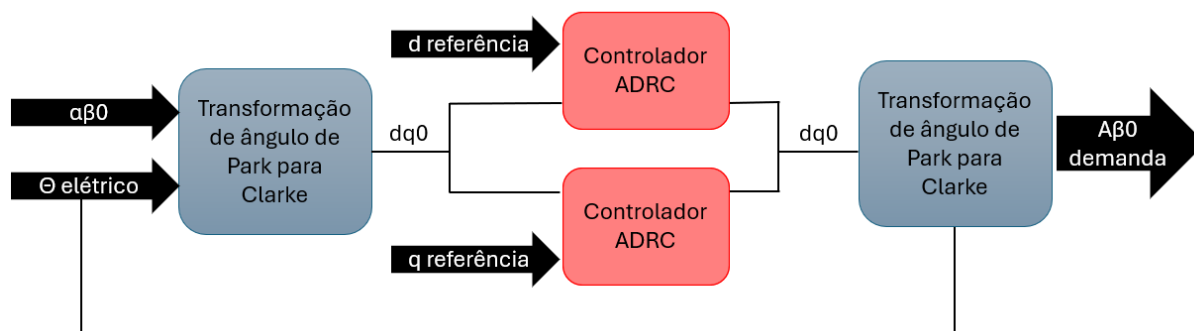 αβ0
Θ elétrico
Transformação
de ângulo de
Park para
Clarke
dq0
d referência
Controlador
ADRC
Controlador
ADRC
q referência
dq0
Transformação
de ângulo de
Park para
Clarke
Aβ0
demanda